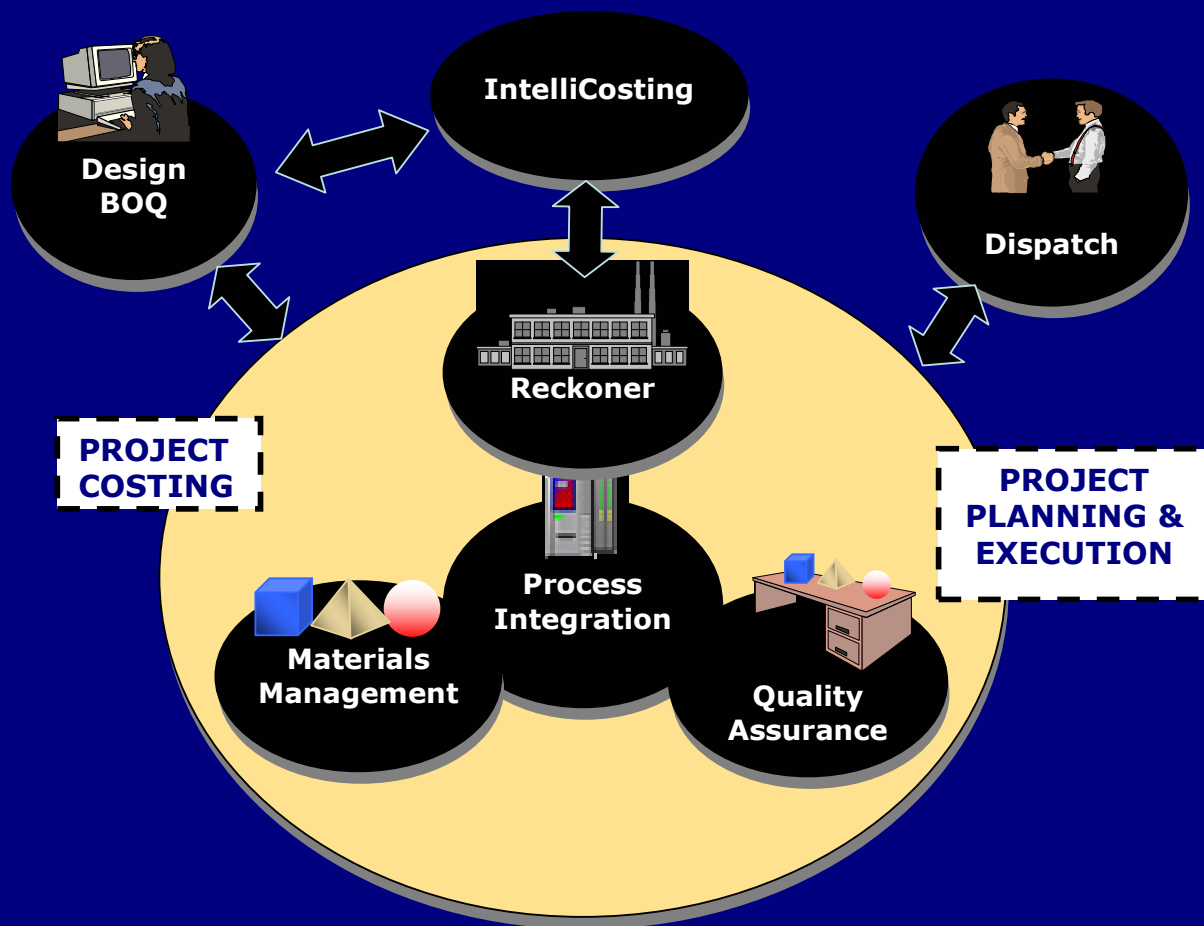 IntelliCosting
Design
BOQ
Dispatch
Reckoner
PROJECT
COSTING
PROJECT
PLANNING &
EXECUTION
Process
Integration
Materials
Management
Quality
Assurance